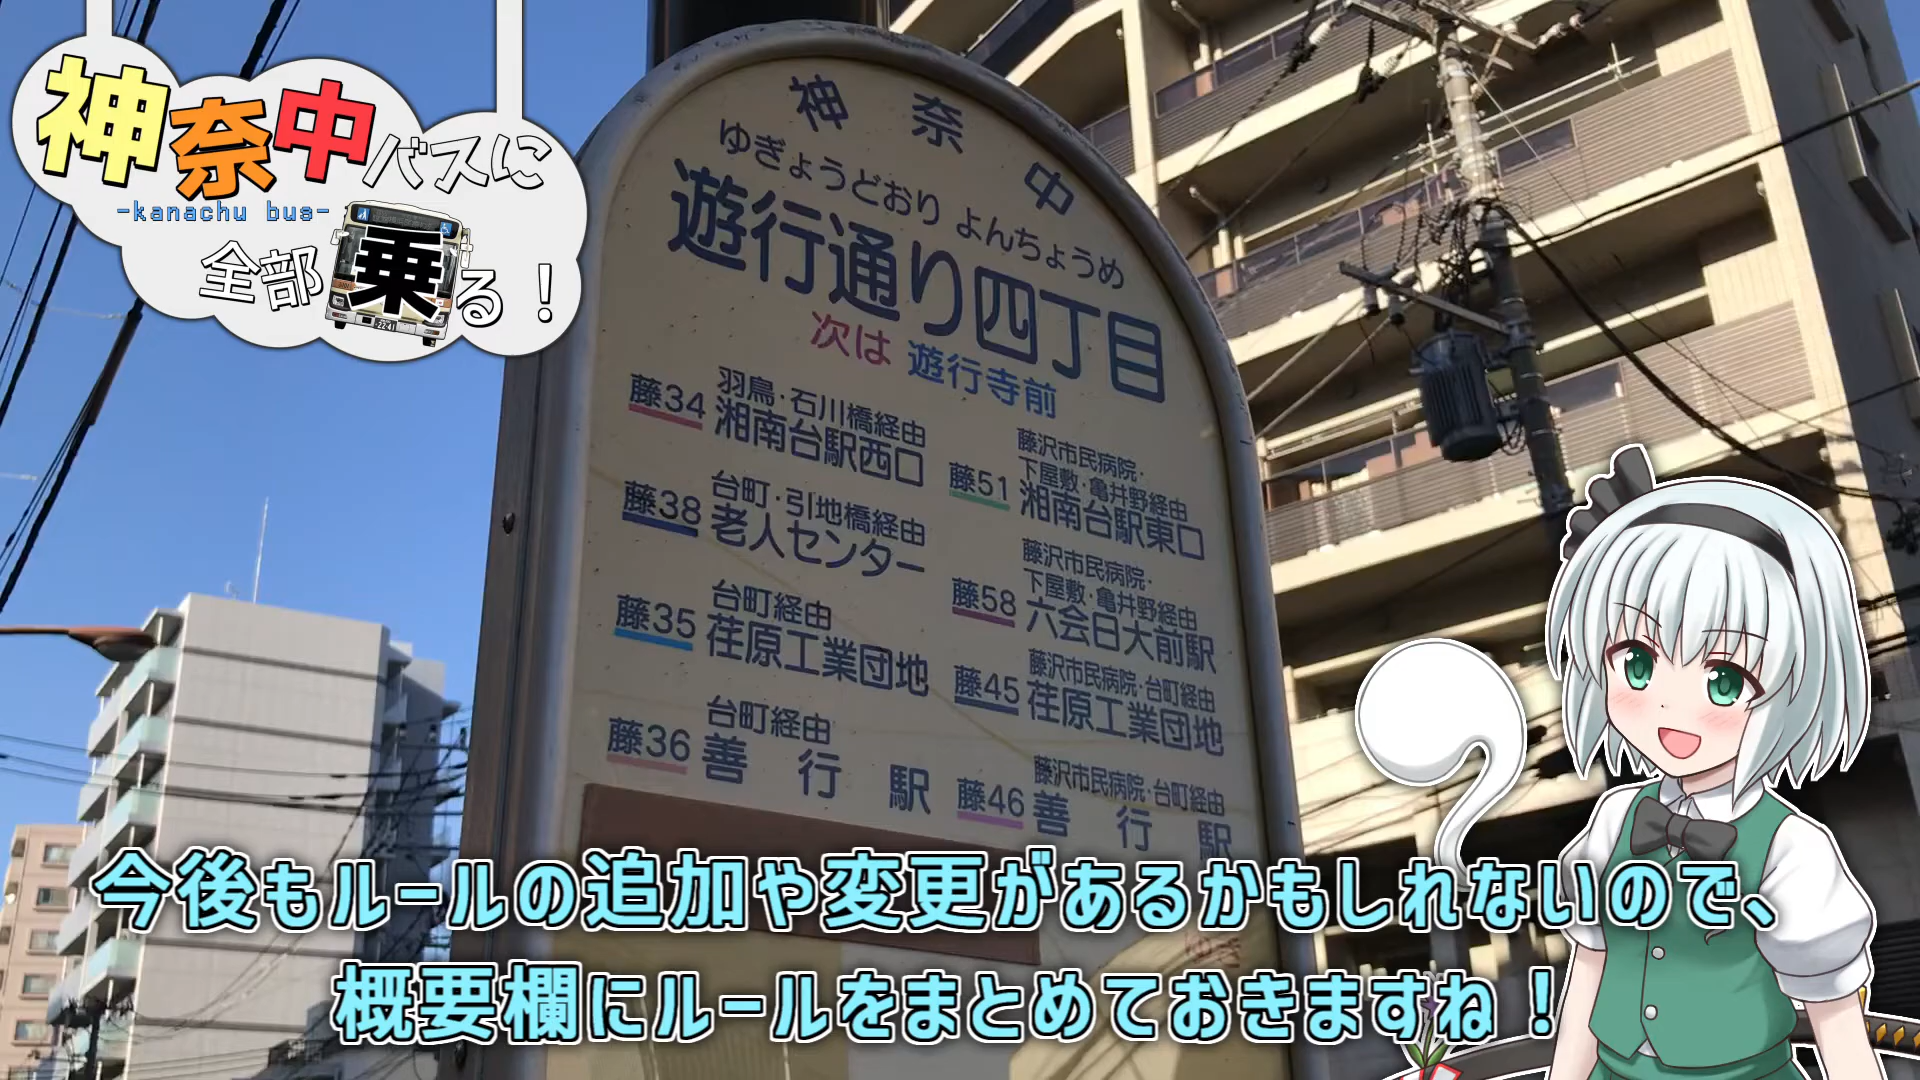 神奈中バスに
-kanachu bus-
全部乗る！
神奈中
ゆぎょうどおり よんちょうめ
遊行通り四丁目
次は 遊行寺前
藤34 羽鳥・石川橋経由
湘南台駅西口
藤38 台町・引地橋経由
老人センター
藤35 台町経由
荏原工業団地
藤36 台町経由
善行駅
藤51 藤沢市民病院・
下屋敷・亀井野経由
湘南台駅東口
藤58 藤沢市民病院・
下屋敷・亀井野経由
六会日大前駅
藤45 藤沢市民病院・台町経由
荏原工業団地
藤46 藤沢市民病院・台町経由
善行駅
今後もルールの追加や変更があるかもしれないので、
概要欄にルールをまとめておきますね！